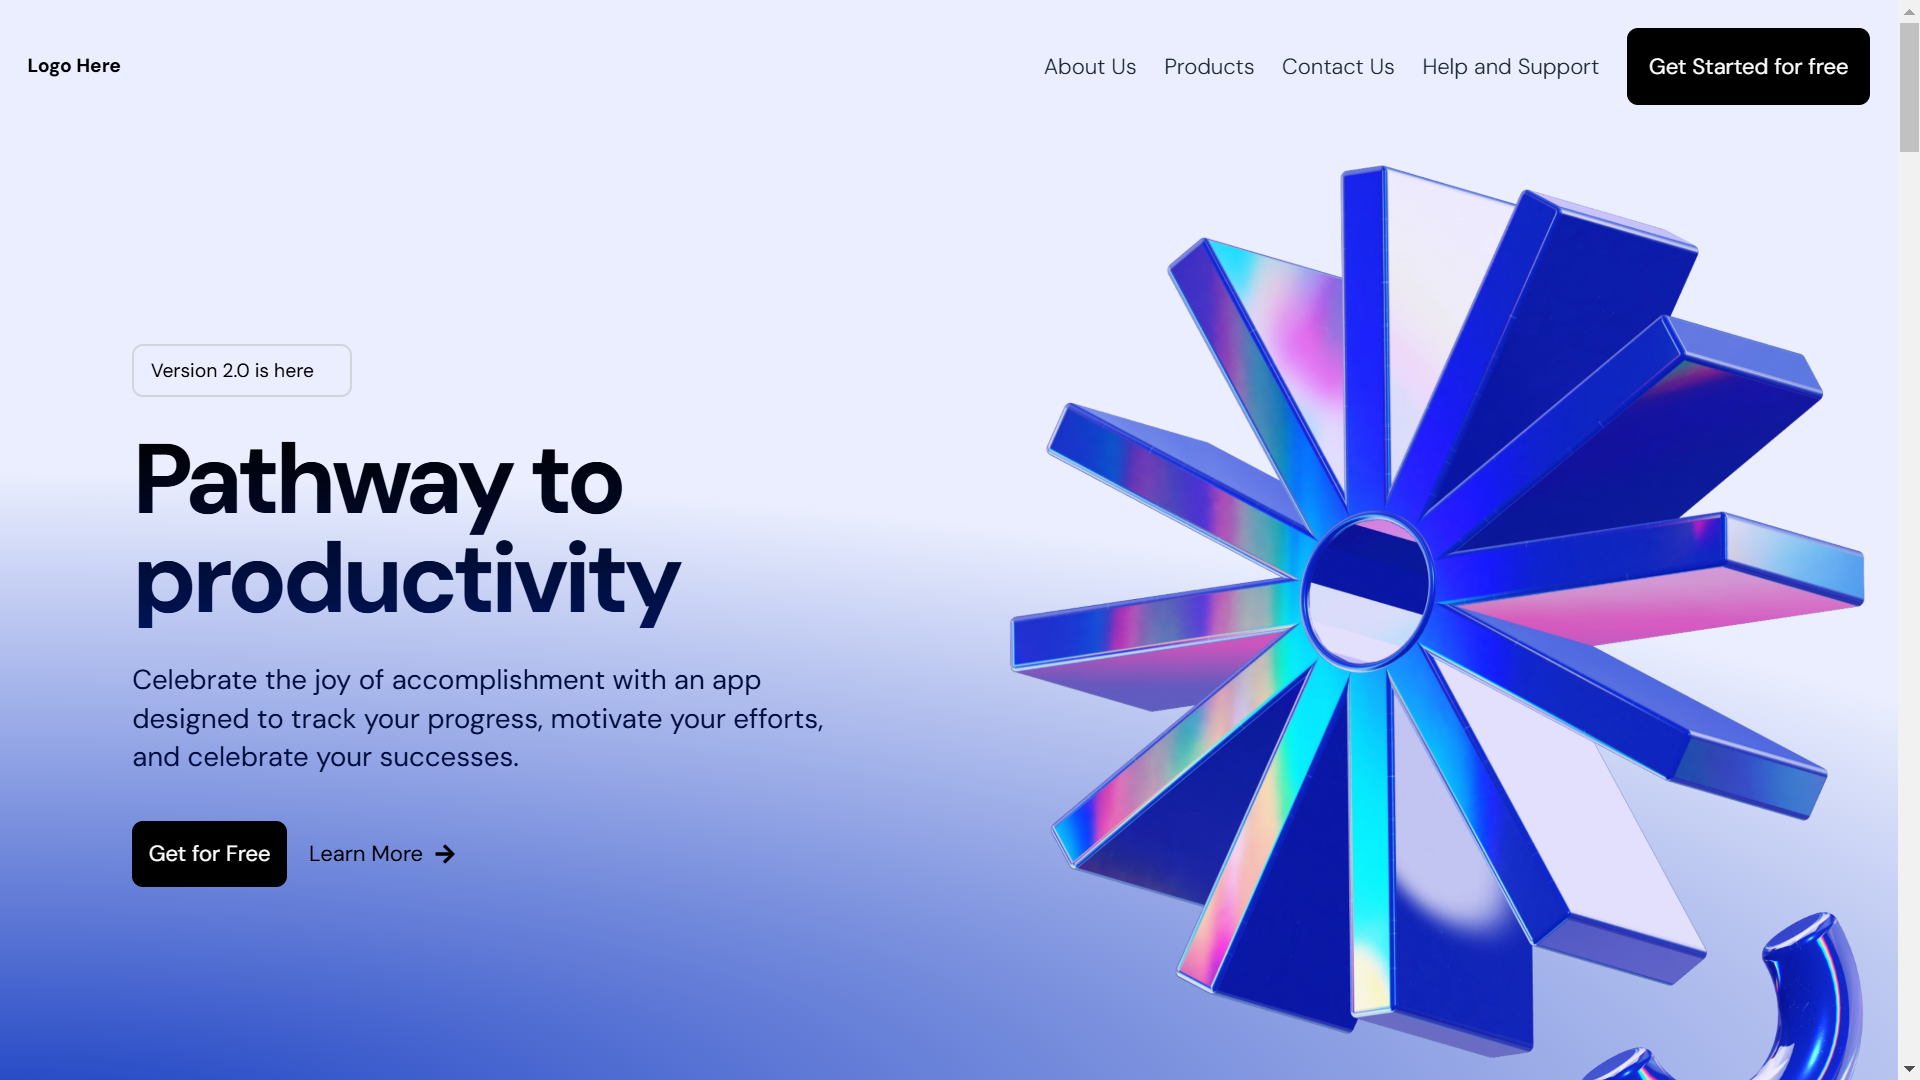 Logo Here
About Us
Products
Contact Us
Help and Support
Get Started for free
Version 2.0 is here
Pathway to
productivity
Celebrate the joy of accomplishment with an app
designed to track your progress, motivate your efforts,
and celebrate your successes.
Get for Free
Learn More